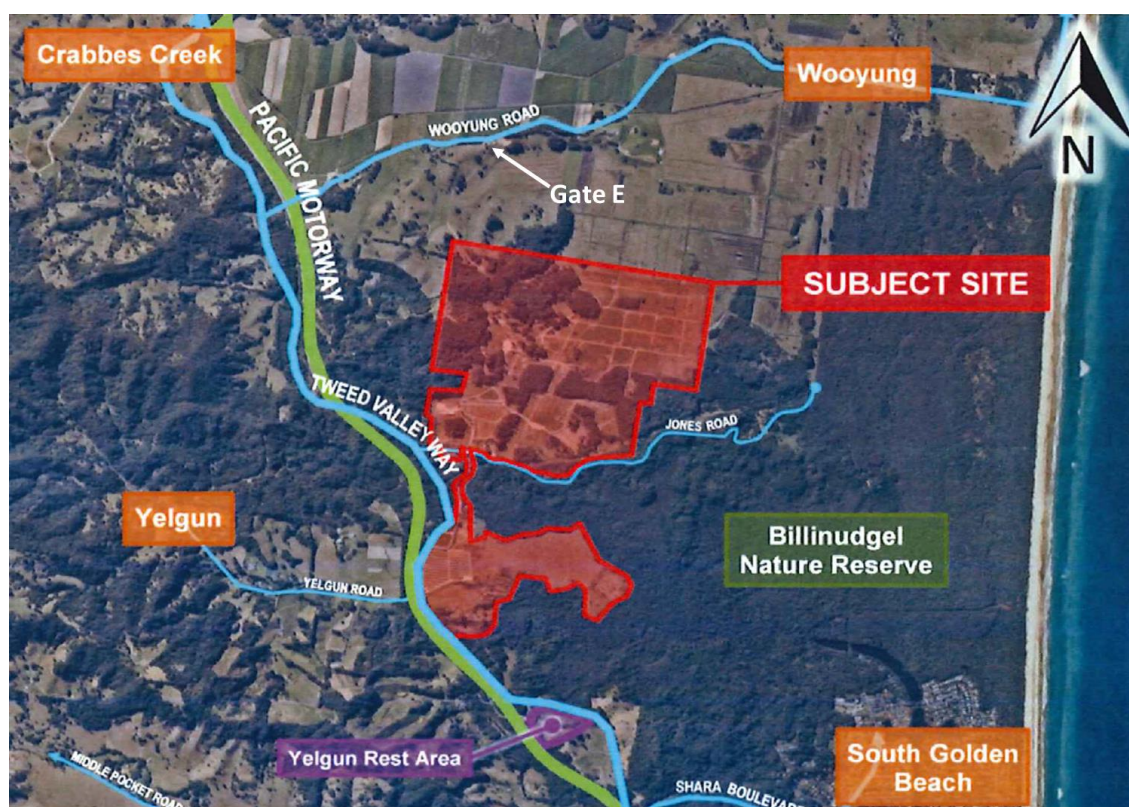 Crabbes Creek
Wooyung
WOOYUNG ROAD
PACIFIC MOTORWAY
Gate E
N
SUBJECT SITE
TWEED VALLEY WAY
JONES ROAD
Yelgun
Billinudgel
Nature Reserve
YELGUN ROAD
Yelgun Rest Area
South Golden
Beach
MIDDLE POCKET ROAD
SHARA BOULEVARD